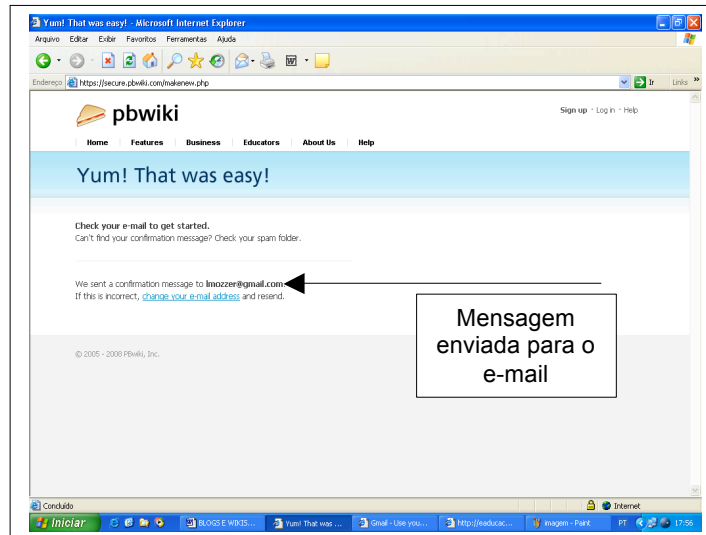 Yum! That was easy! - Microsoft Internet Explorer
Arquivo Editar Exibir Favoritos Ferramentas Ajuda
Endereço https://secure.pbwiki.com/makenew.php Ir Links »
pbwiki
Sign up - Log in - Help
Home Features Business Educators About Us Help
Yum! That was easy!
Check your e-mail to get started.
Can't find your confirmation message? Check your spam folder.
We sent a confirmation message to lmozzer@gmail.com.
If this is incorrect, change your e-mail address and resend.
Mensagem
enviada para o
e-mail
© 2005 - 2008 PBwiki, Inc.
Concluído Internet
Iniciar BLOGS E WIKIS... Yum! That was ... Gmail - Use you... http://eaducac... imagem - Paint PT 17:56